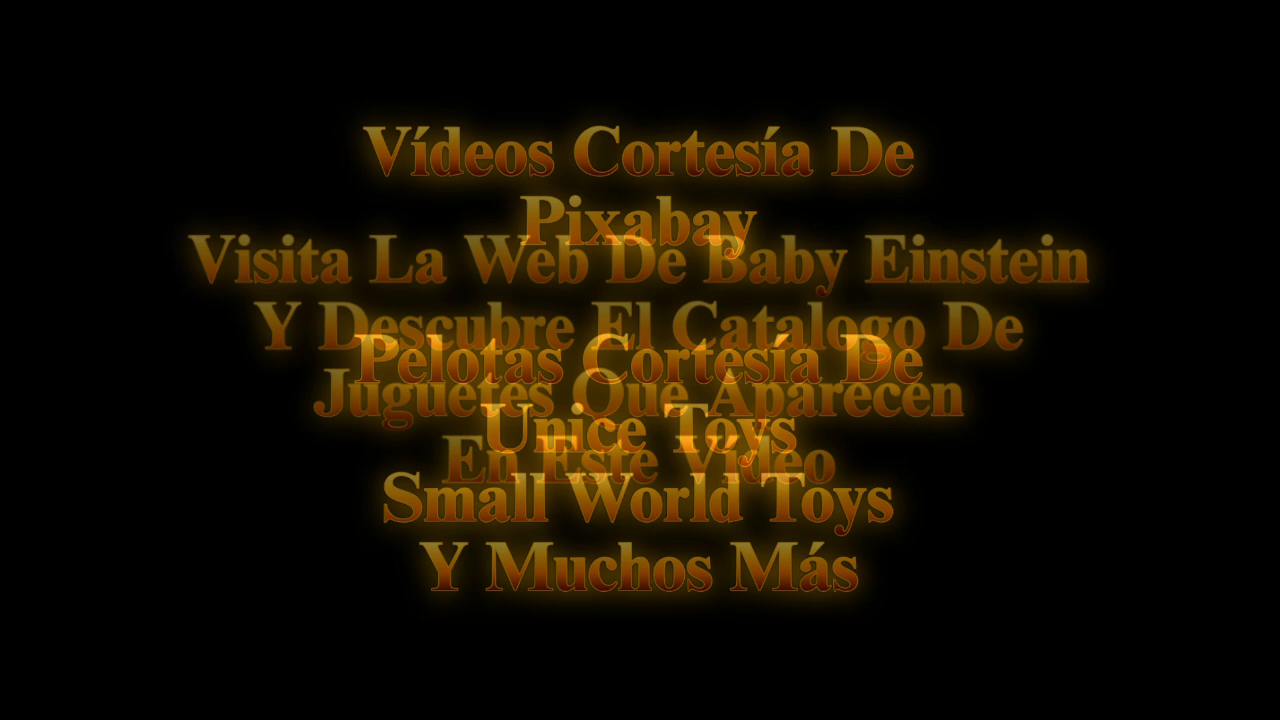 Vídeos Cortesía De
Pixabay
Visita La Web De Baby Einstein
Y Descubre El Catalogo De
Pelotas Cortesía De
Juguetes Que Aparecen
Unice Toys
En Este Vídeo
Small World Toys
Y Muchos Más